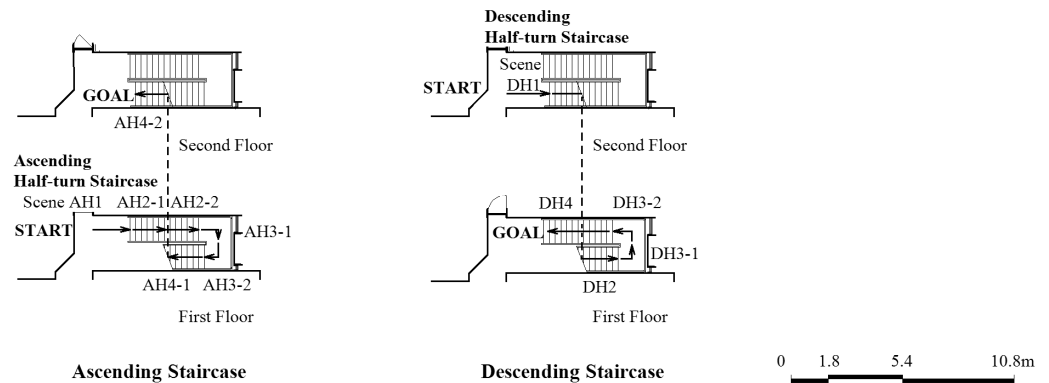 Descending
Half-turn Staircase
Scene
START
DH1
GOAL
AH4-2
Second Floor
Second Floor
Ascending
Half-turn Staircase
Scene AH1 AH2-1 AH2-2
START
AH3-1
AH4-1 AH3-2
First Floor
DH4 DH3-2
GOAL
DH3-1
DH2
First Floor
Ascending Staircase
Descending Staircase
0 1.8 5.4 10.8m